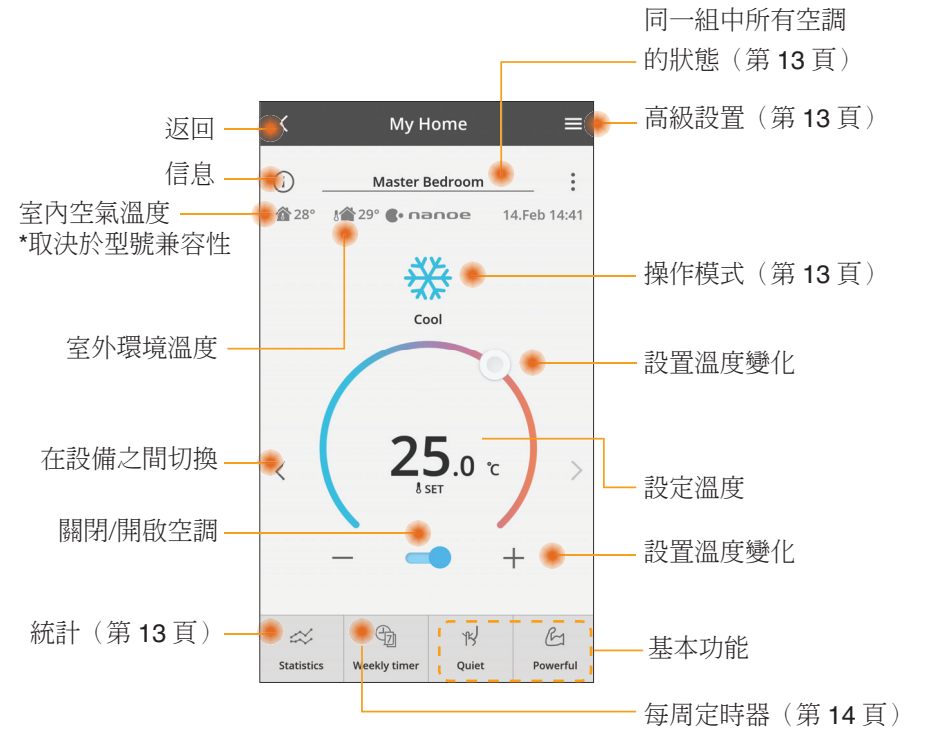 同一組中所有空調
的狀態（第 13 頁）
返回
My Home
高級設置（第 13 頁）
信息
Master Bedroom
室內空氣溫度
*取決於型號兼容性
28°
29°
nanoe
14.Feb 14:41
操作模式（第 13 頁）
Cool
室外環境溫度
設置溫度變化
在設備之間切換
25.0 ℃
SET
設定溫度
關閉/開啟空調
設置溫度變化
統計（第 13 頁）
7
基本功能
Statistics
Weekly timer
Quiet
Powerful
每周定時器（第 14 頁）